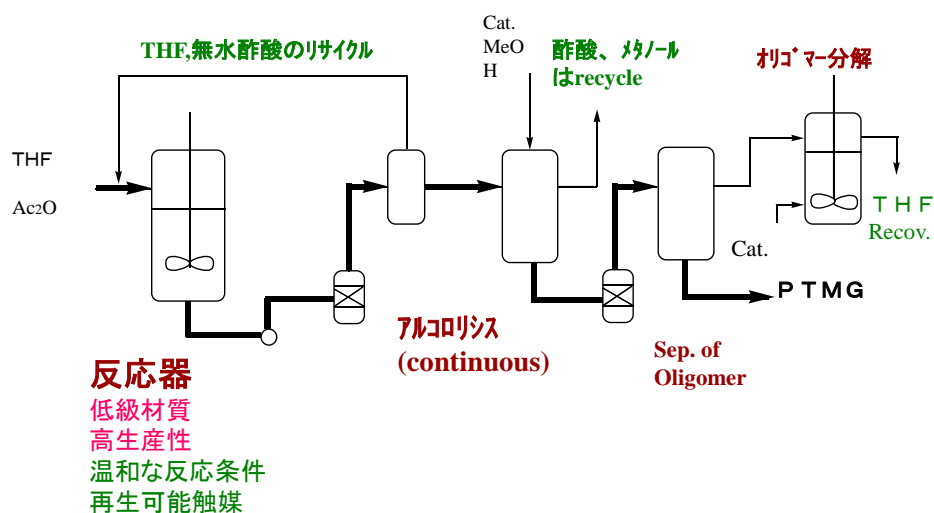 THF,無水酢酸のﾘｻｲｸﾙ
Cat.
MeO
H
酢酸、ﾒﾀﾉｰﾙ
はrecycle
ｵﾘｺﾞﾏｰ分解
ＴＨＦ
Ac2O
ＴＨＦ
Recov.
Cat.
ＰＴＭＧ
ｱﾙｺﾛﾘｼｽ
(continuous)
Sep. of
Oligomer
反応器
低級材質
高生産性
温和な反応条件
再生可能触媒